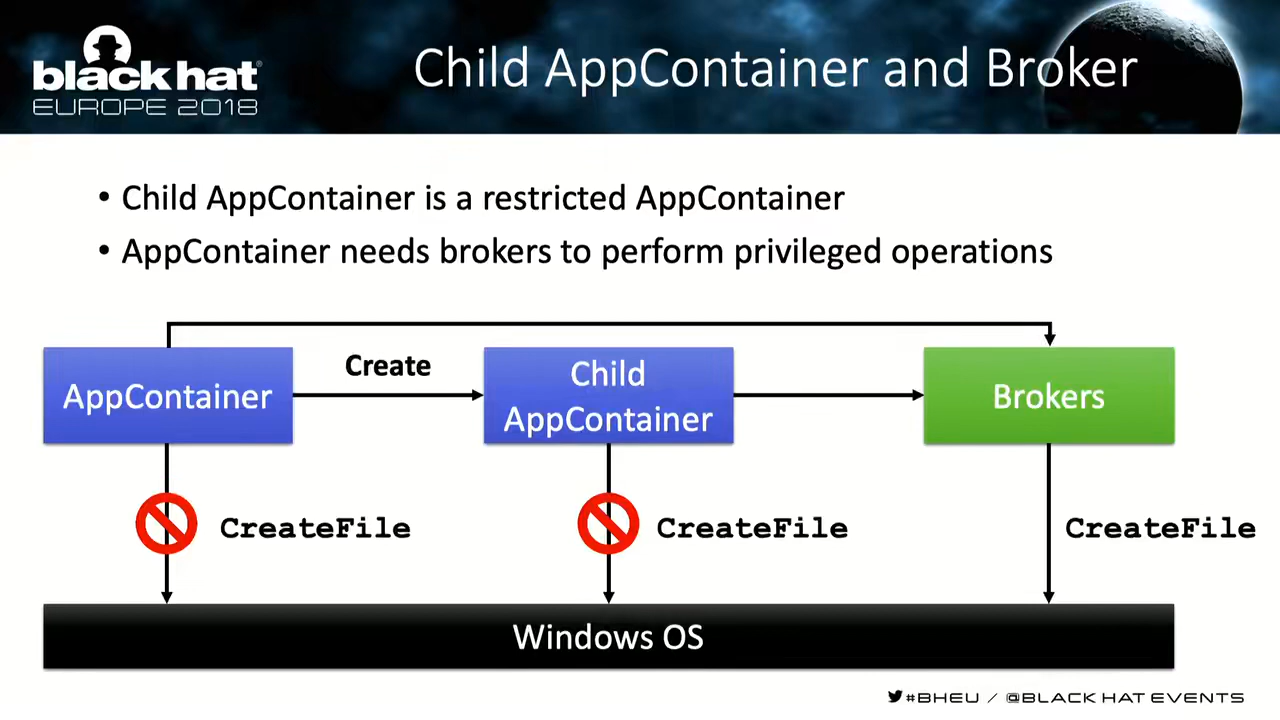 black hat®
EUROPE 2018
Child AppContainer and Broker
• Child AppContainer is a restricted AppContainer
• AppContainer needs brokers to perform privileged operations
Create
AppContainer
Child
AppContainer
Brokers
CreateFile
CreateFile
CreateFile
Windows OS
#BHEU / @BLACK HAT EVENTS